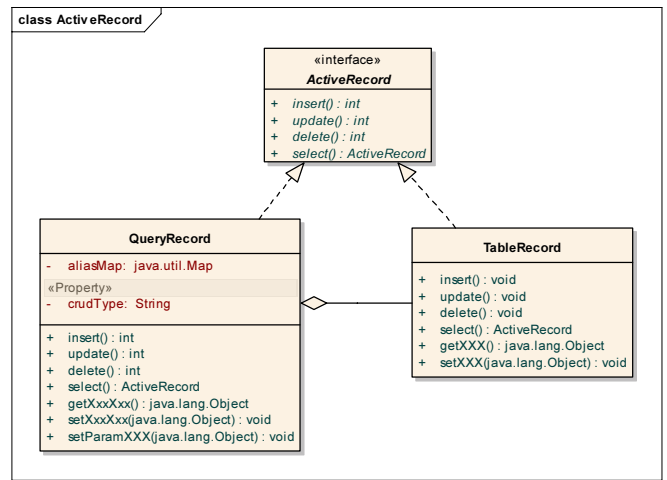 class ActiveRecord
«interface»
ActiveRecord
+ insert() : int
+ update() : int
+ delete() : int
+ select() : ActiveRecord
QueryRecord
- aliasMap: java.util.Map
«Property»
- crudType: String
+ insert() : int
+ update() : int
+ delete() : int
+ select() : ActiveRecord
+ getXxxXxx() : java.lang.Object
+ setXxxXxx(java.lang.Object) : void
+ setParamXXX(java.lang.Object) : void
TableRecord
+ insert() : void
+ update() : void
+ delete() : void
+ select() : ActiveRecord
+ getXXX() : java.lang.Object
+ setXXX(java.lang.Object) : void